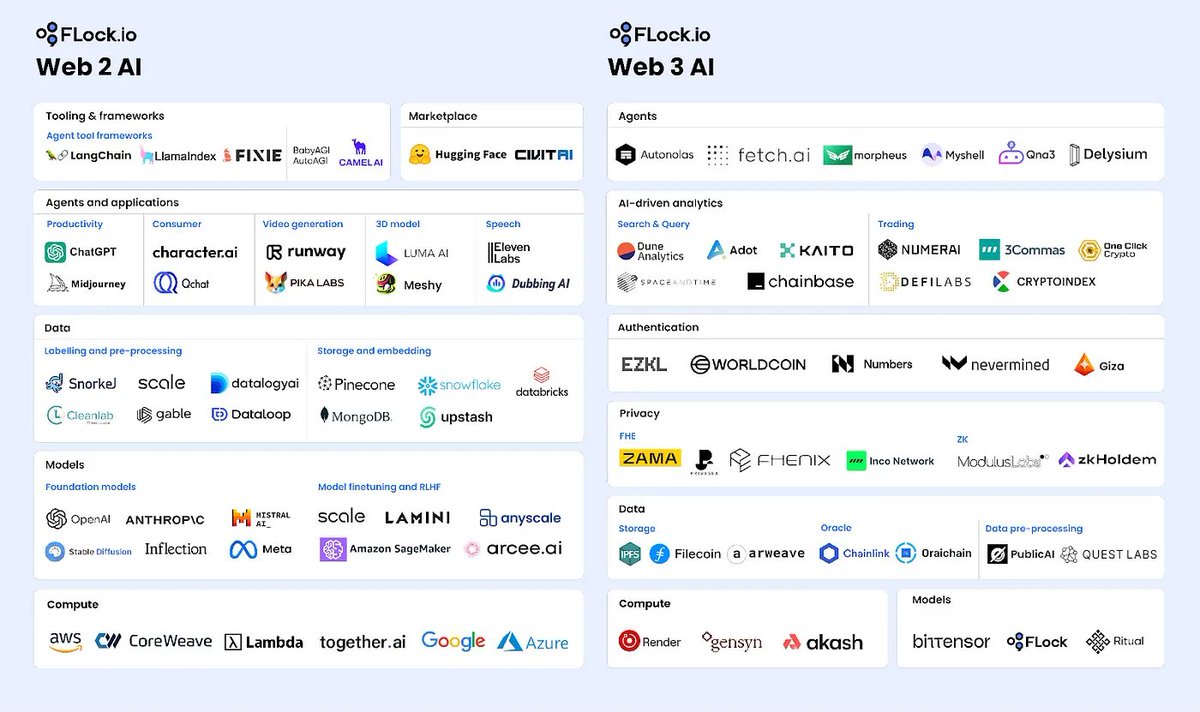 FLock.io
Web 2 AI
Tooling & frameworks
Agent tool frameworks
LangChain LlamaIndex FIXIE
BabyAGI
AutoAGI
CAMEL AI
Marketplace
Hugging Face CIVITAI
Agents and applications
Productivity
ChatGPT
Midjourney
Consumer
character.ai
Qchat
Video generation
runway
PIKA LABS
3D model
LUMA AI
Meshy
Speech
Eleven
Labs
Dubbing AI
Data
Labelling and pre-processing
Snorkel scale datalogyai
Cleanlab gable Dataloop
Storage and embedding
Pinecone snowflake databricks
MongoDB. upstash
Models
Foundation models
OpenAI ANTHROP\C MISTRAL
AI_
Stable Diffusion Inflection Meta
Model finetuning and RLHF
scale LAMINI anyscale
Amazon SageMaker arcee.ai
Compute
aws CoreWeave Lambda together.ai Google Azure
FLock.io
Web 3 AI
Agents
Autonolas fetch.ai morpheus Myshell Qna3 Delysium
AI-driven analytics
Search & Query
Dune
Analytics
Adot KAITO
SPACEANDTIME chainbase
Trading
NUMERAI 3Commas One Click
Crypto
DEFILABS CRYPTOINDEX
Authentication
EZKL WORLDCOIN Numbers nevermined Giza
Privacy
FHE
ZAMA PRIVASEA FHENIX Inco Network
ZK
ModulusLabs zkHoldem
Data
Storage
IPFS Filecoin a arweave
Oracle
Chainlink Oraichain
Data pre-processing
PublicAI QUEST LABS
Compute
Render gensyn akash
Models
bittensor FLock Ritual